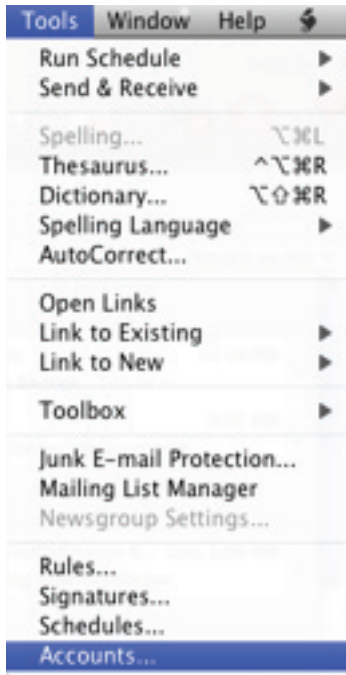 Tools Window Help
Run Schedule
Send & Receive
Spelling... ⌥⌘L
Thesaurus... ^⌥⌘R
Dictionary... ⌥⇧⌘R
Spelling Language
AutoCorrect...
Open Links
Link to Existing
Link to New
Toolbox
Junk E-mail Protection...
Mailing List Manager
Newsgroup Settings...
Rules...
Signatures...
Schedules...
Accounts...